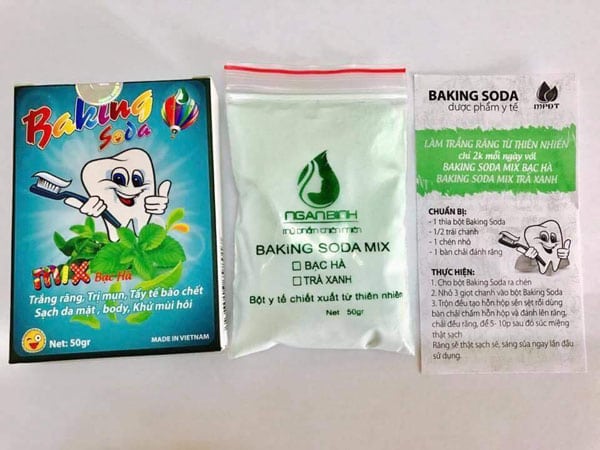 Baking
Soda
mix Bạc Hà
Trắng răng, Trị mụn, Tẩy tế bào chết
Sạch da mặt, body, Khử mùi hôi
Net: 50gr
MADE IN VIETNAM
NGÂN BÌNH
mỹ phẩm thiên nhiên
BAKING SODA MIX
BẠC HÀ
TRÀ XANH
Bột y tế chiết xuất từ thiên nhiên
Net 50gr
BAKING SODA
dược phẩm y tế
MPĐT
LÀM TRẮNG RĂNG TỪ THIÊN NHIÊN
chỉ 2k mỗi ngày với
BAKING SODA MIX BẠC HÀ
BAKING SODA MIX TRÀ XANH
CHUẨN BỊ:
- 1 thìa bột Baking Soda
- 1/2 trái chanh
- 1 chén nhỏ
- 1 bàn chải đánh răng
THỰC HIỆN:
1. Cho bột Baking Soda ra chén
2. Nhỏ 3 giọt chanh vào bột Baking Soda
3. Trộn đều tạo hỗn hợp sền sệt rồi dùng
bàn chải chấm hỗn hợp và đánh lên răng,
chải đều răng, để 5- 10p sau đó súc miệng
thật sạch
Răng sẽ thật sạch sẽ, sáng sủa ngay lần đầu
sử dụng.